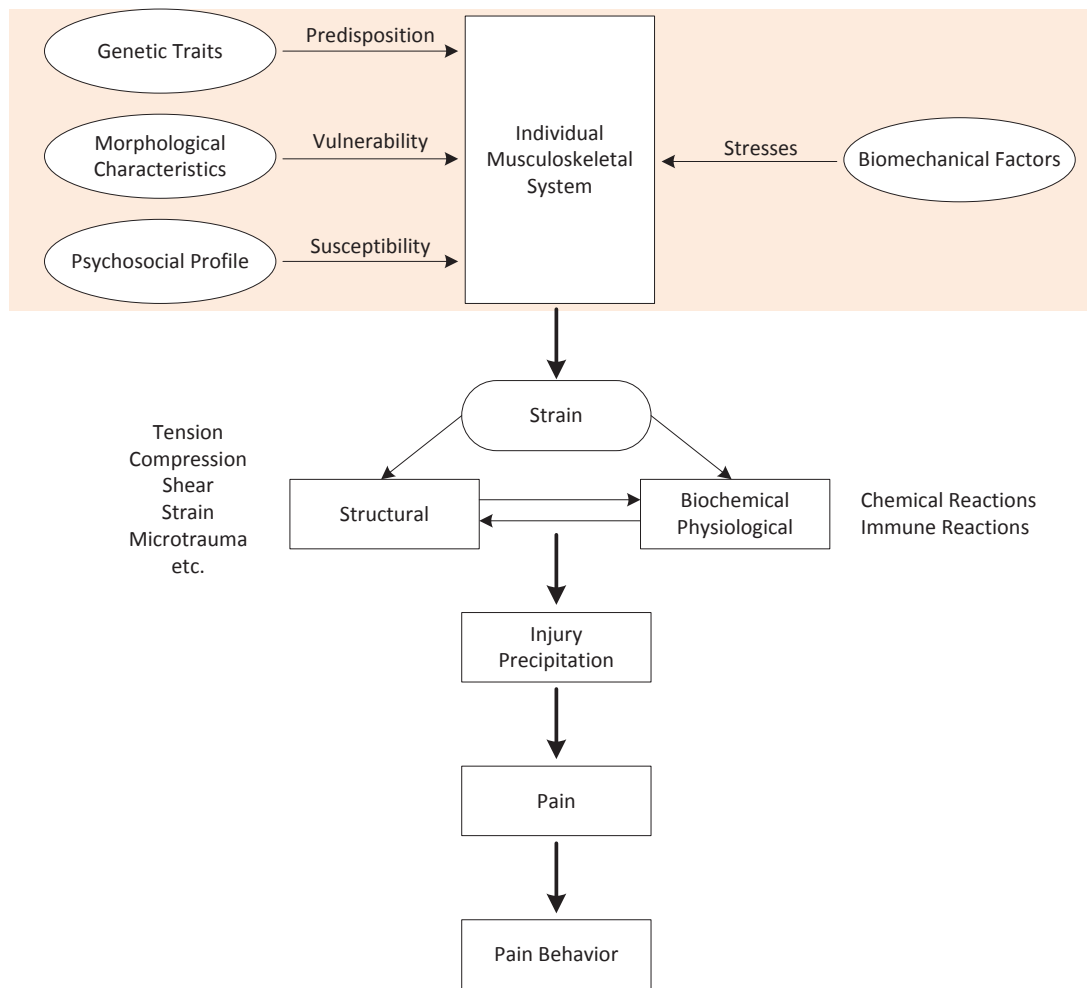 Genetic Traits
Predisposition
Morphological
Characteristics
Vulnerability
Psychosocial Profile
Susceptibility
Individual
Musculoskeletal
System
Stresses
Biomechanical Factors
Strain
Tension
Compression
Shear
Strain
Microtrauma
etc.
Structural
Biochemical
Physiological
Chemical Reactions
Immune Reactions
Injury
Precipitation
Pain
Pain Behavior